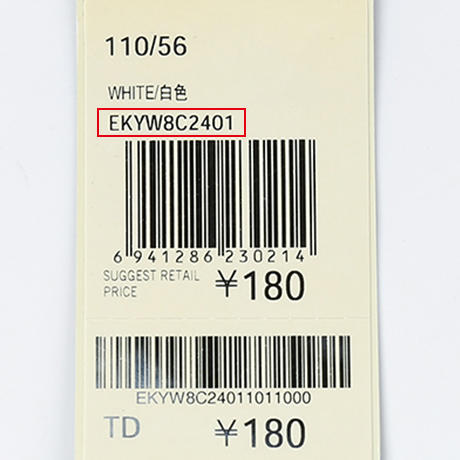 110/56
WHITE/白色
EKYW8C2401
6 941286 230214
SUGGEST RETAIL
PRICE
¥180
EKYW8C24011011000
TD
¥180